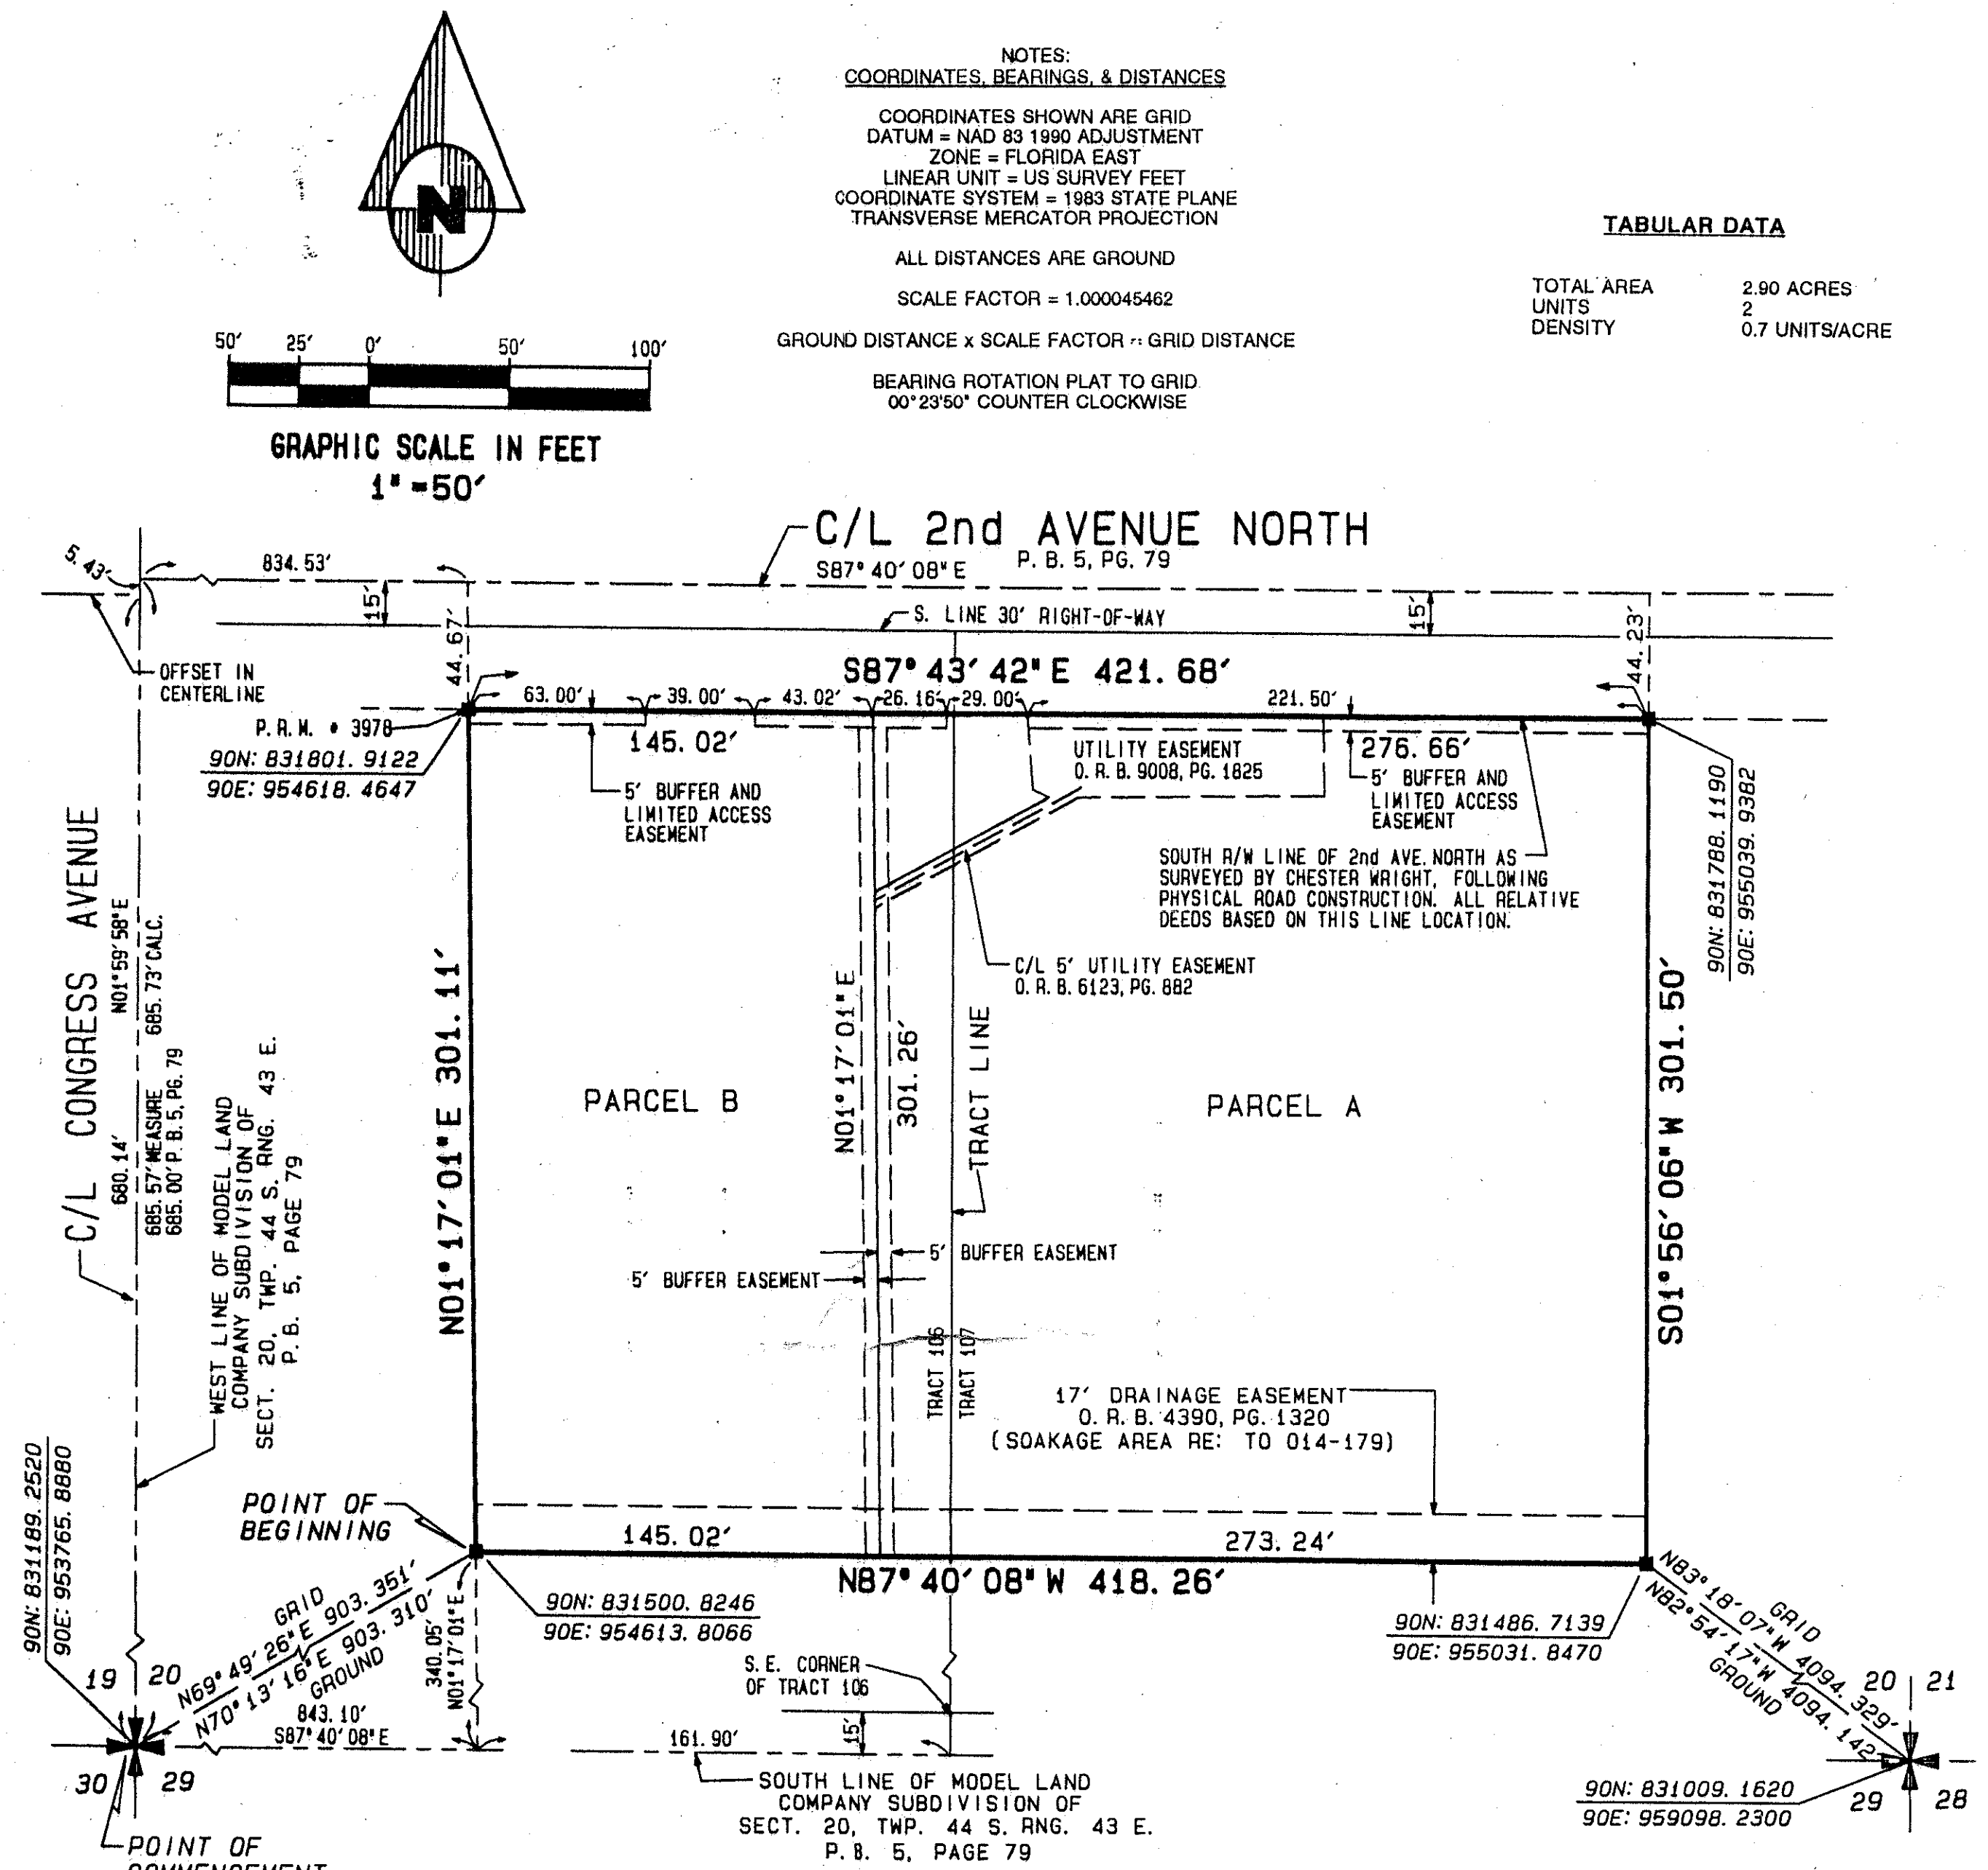 N
50' 25' 0' 50' 100'
GRAPHIC SCALE IN FEET
1"=50'
NOTES:
COORDINATES, BEARINGS, & DISTANCES
COORDINATES SHOWN ARE GRID
DATUM = NAD 83 1990 ADJUSTMENT
ZONE = FLORIDA EAST
LINEAR UNIT = US SURVEY FEET
COORDINATE SYSTEM = 1983 STATE PLANE
TRANSVERSE MERCATOR PROJECTION
ALL DISTANCES ARE GROUND
SCALE FACTOR = 1.000045462
GROUND DISTANCE x SCALE FACTOR = GRID DISTANCE
BEARING ROTATION PLAT TO GRID
00°23'50" COUNTER CLOCKWISE
TABULAR DATA
TOTAL AREA 2.90 ACRES
UNITS 2
DENSITY 0.7 UNITS/ACRE
C/L 2nd AVENUE NORTH
P. B. 5, PG. 79
S87° 40' 08" E
5.43'
834.53'
15'
44.67'
S. LINE 30' RIGHT-OF-WAY
15'
44.23'
OFFSET IN
CENTERLINE
S87° 43' 42" E 421.68'
63.00' 39.00' 43.02' 26.16' 29.00' 221.50'
P. R. M. # 3978
90N: 831801.9122
90E: 954618.4647
145.02'
276.66'
UTILITY EASEMENT
O. R. B. 9008, PG. 1825
5' BUFFER AND
LIMITED ACCESS
EASEMENT
5' BUFFER AND
LIMITED ACCESS
EASEMENT
90N: 831788.1190
90E: 955039.9382
SOUTH R/W LINE OF 2nd AVE. NORTH AS
SURVEYED BY CHESTER WRIGHT, FOLLOWING
PHYSICAL ROAD CONSTRUCTION. ALL RELATIVE
DEEDS BASED ON THIS LINE LOCATION.
C/L 5' UTILITY EASEMENT
O. R. B. 6123, PG. 882
C/L CONGRESS AVENUE
N01° 59' 58" E
680.14'
685.73' CALC.
685.57' MEASURE
685.00' P. B. 5, PG. 79
WEST LINE OF MODEL LAND
COMPANY SUBDIVISION OF
SECT. 20, TWP. 44 S. RNG. 43 E.
P. B. 5, PAGE 79
N01° 17' 01" E 301.11'
N01° 17' 01" E
301.26'
TRACT LINE
S01° 56' 06" W 301.50'
PARCEL B
PARCEL A
5' BUFFER EASEMENT
5' BUFFER EASEMENT
TRACT 106
TRACT 107
17' DRAINAGE EASEMENT
O. R. B. 4390, PG. 1320
(SOAKAGE AREA RE: TO 014-179)
POINT OF
BEGINNING
145.02'
273.24'
N87° 40' 08" W 418.26'
90N: 831189.2520
90E: 953765.8880
GRID
N69° 49' 26" E 903.351'
N70° 13' 16" E 903.310'
GROUND
340.05'
N01° 17' 01" E
90N: 831500.8246
90E: 954613.8066
90N: 831486.7139
90E: 955031.8470
GRID
N83° 18' 07" W 4094.329'
N82° 54' 17" W 4094.142'
GROUND
S. E. CORNER
OF TRACT 106
19 20
30 29
843.10'
S87° 40' 08" E
161.90'
15'
20 21
29 28
SOUTH LINE OF MODEL LAND
COMPANY SUBDIVISION OF
SECT. 20, TWP. 44 S. RNG. 43 E.
P. B. 5, PAGE 79
90N: 831009.1620
90E: 959098.2300
POINT OF
COMMENCEMENT